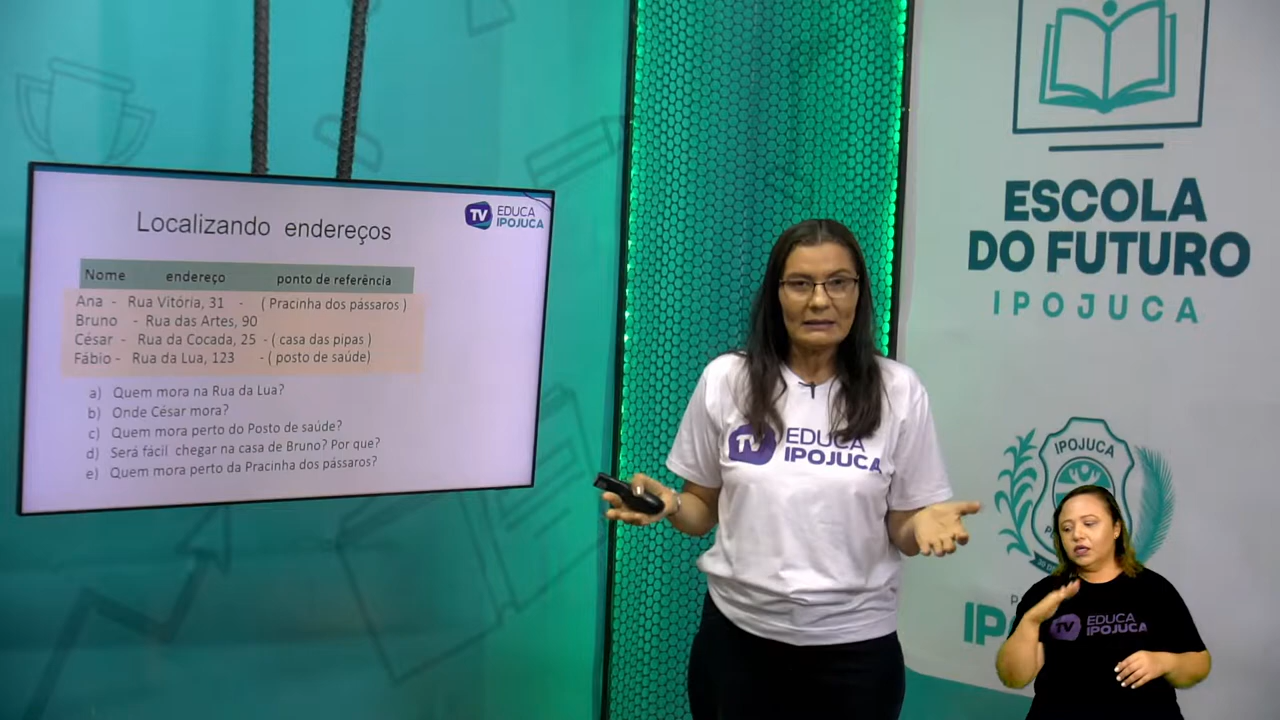 Localizando endereços
TV EDUCA
IPOJUCA
Nome endereço ponto de referência
Ana - Rua Vitória, 31 - ( Pracinha dos pássaros )
Bruno - Rua das Artes, 90
César - Rua da Cocada, 25 - ( casa das pipas )
Fábio - Rua da Lua, 123 - ( posto de saúde)
a) Quem mora na Rua da Lua?
b) Onde César mora?
c) Quem mora perto do Posto de saúde?
d) Será fácil chegar na casa de Bruno? Por que?
e) Quem mora perto da Pracinha dos pássaros?
TV EDUCA
IPOJUCA
ESCOLA
DO FUTURO
IPOJUCA
IPOJUCA
TV EDUCA
IPOJUCA